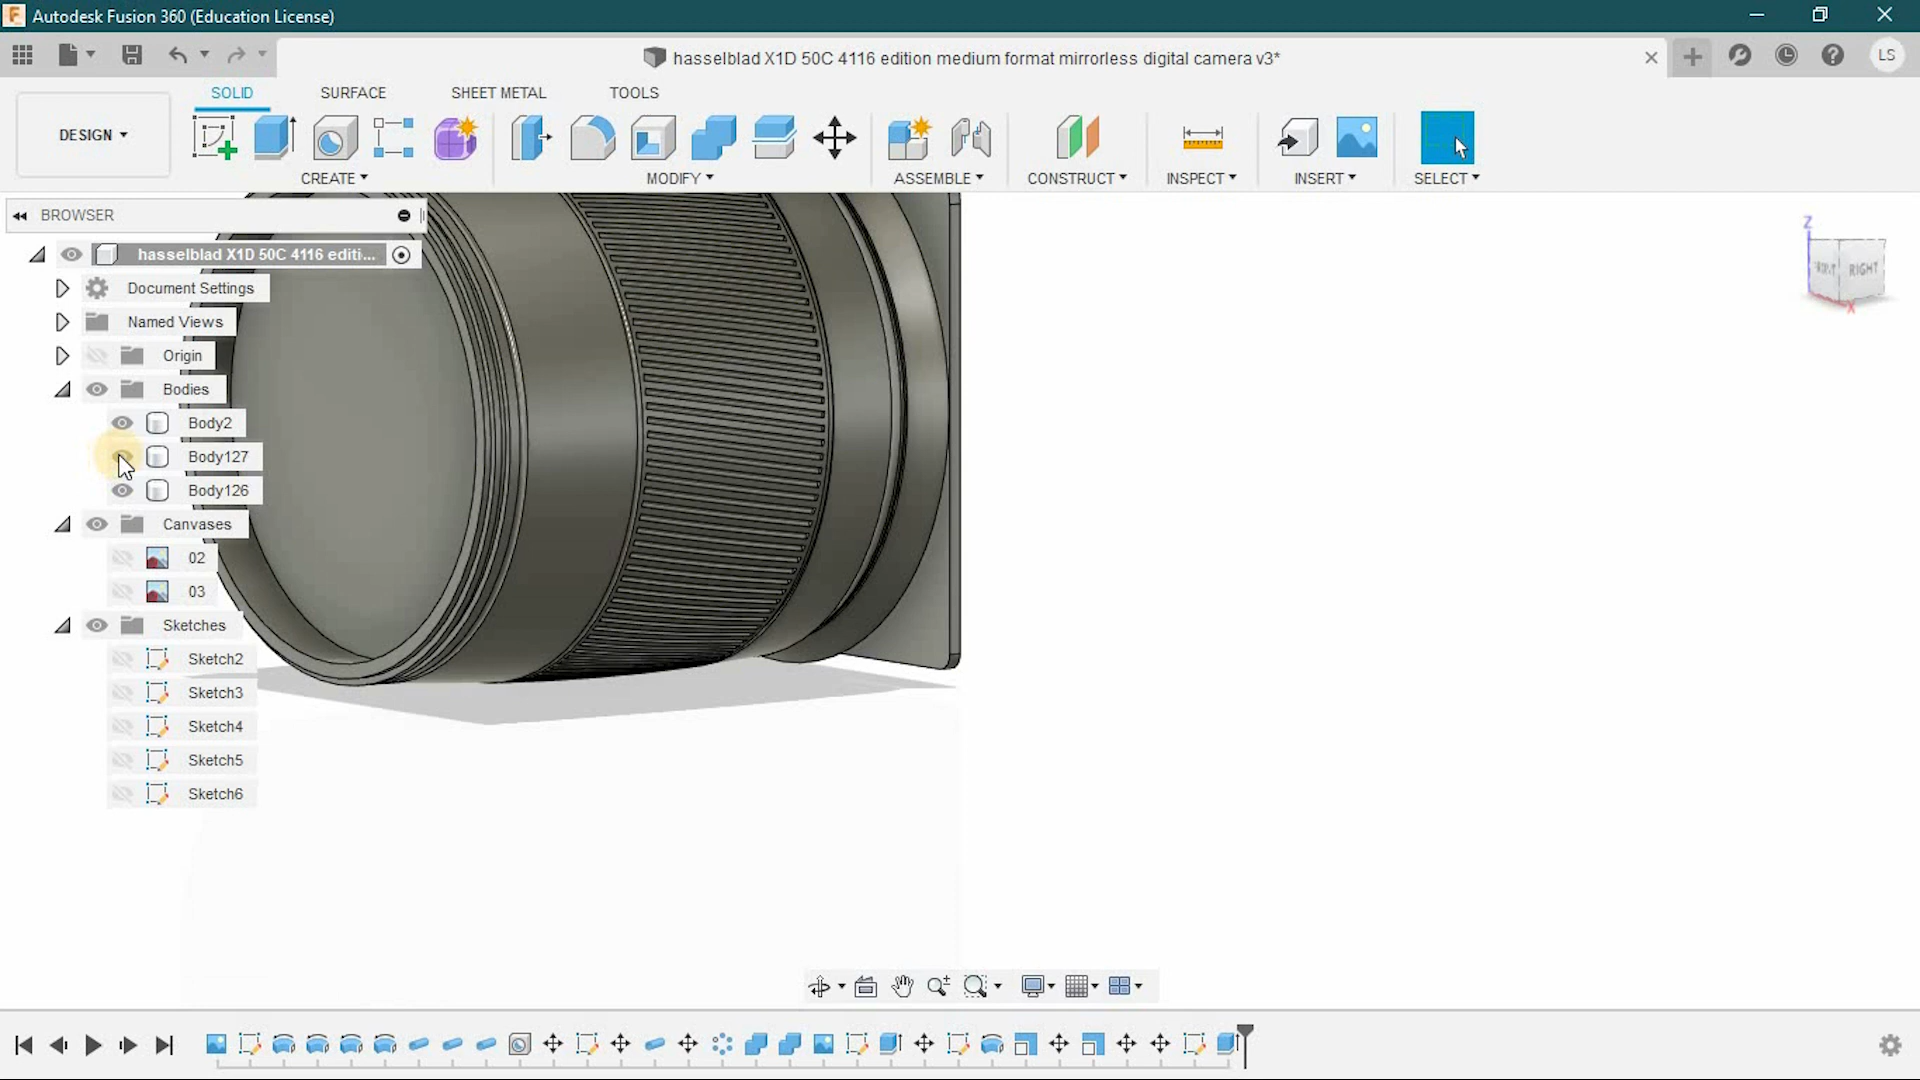 Autodesk Fusion 360 (Education License)
hasselblad X1D 50C 4116 edition medium format mirrorless digital camera v3*
LS
SOLID
SURFACE
SHEET METAL
TOOLS
DESIGN
CREATE
MODIFY
ASSEMBLE
CONSTRUCT
INSPECT
INSERT
SELECT
BROWSER
hasselblad X1D 50C 4116 editi...
Document Settings
Named Views
Origin
Bodies
Body2
Body127
Body126
Canvases
02
03
Sketches
Sketch2
Sketch3
Sketch4
Sketch5
Sketch6
Z
FRONT
RIGHT
X